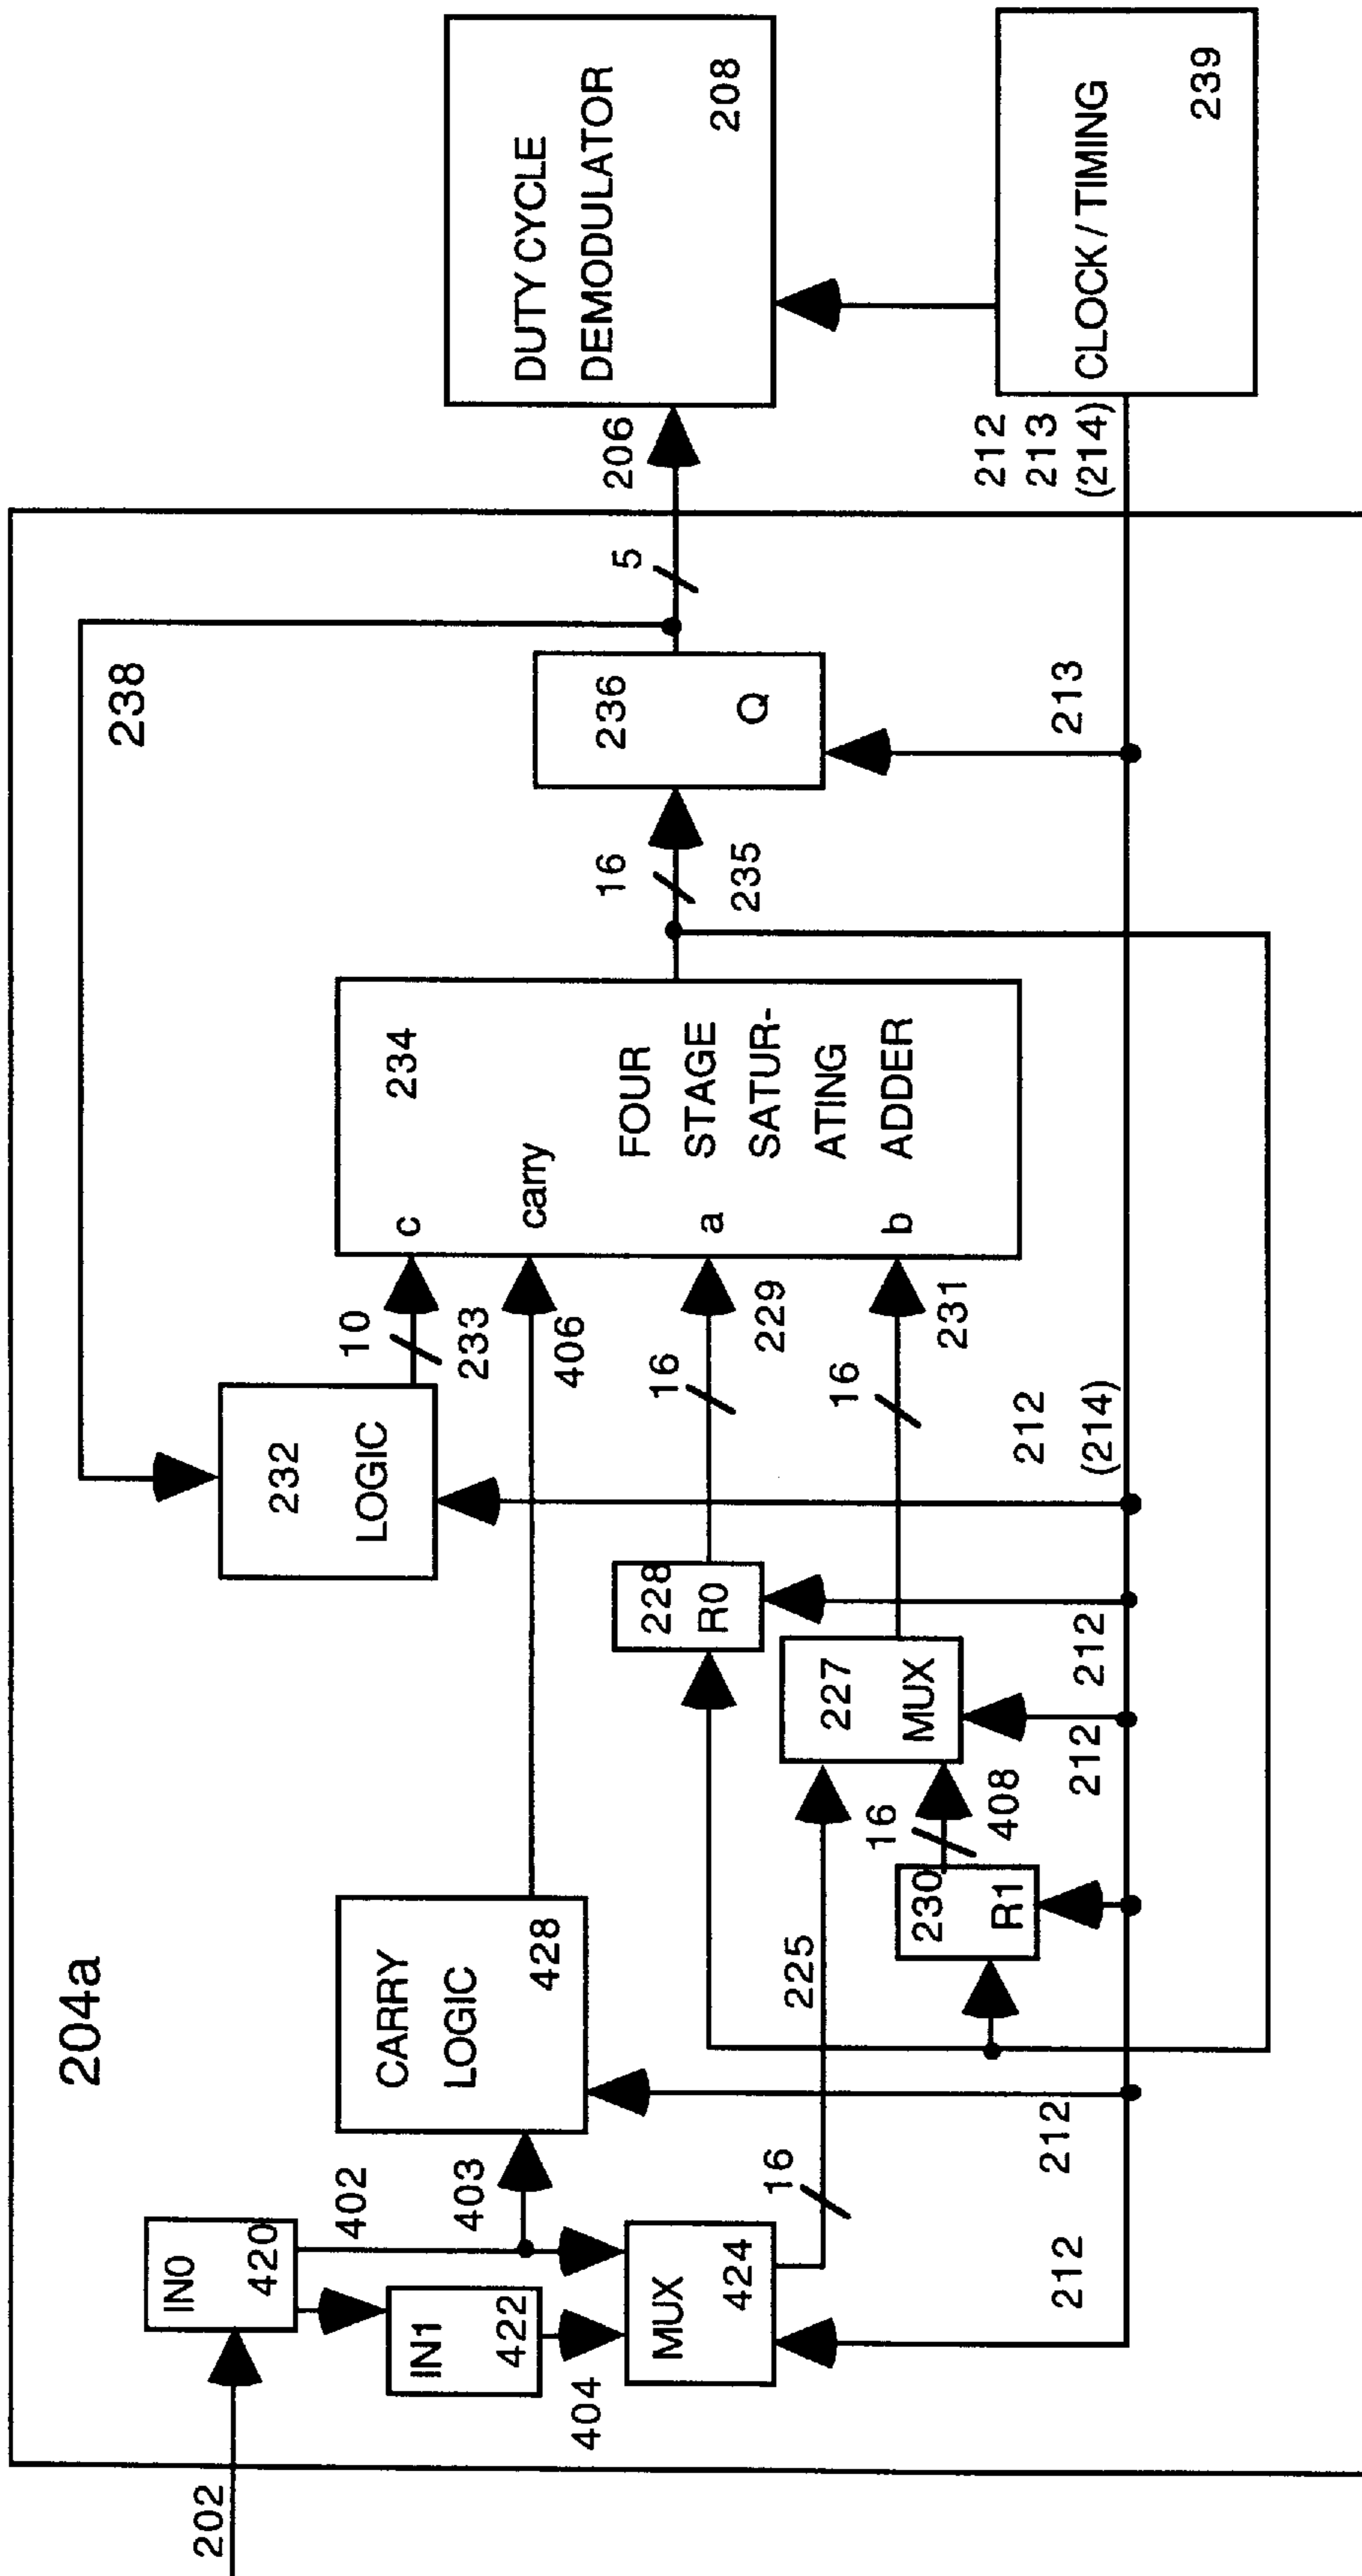 204a
202
IN0
420
402
403
IN1
422
404
MUX
424
212
CARRY
LOGIC
428
212
16
225
230
R1
16
408
227
MUX
212
228
R0
212
232
LOGIC
212
(214)
10
233
406
16
229
16
231
238
c
234
carry
a
b
FOUR
STAGE
SATUR-
ATING
ADDER
16
235
236
Q
213
5
206
DUTY CYCLE
DEMODULATOR
208
212
213
(214)
CLOCK / TIMING
239